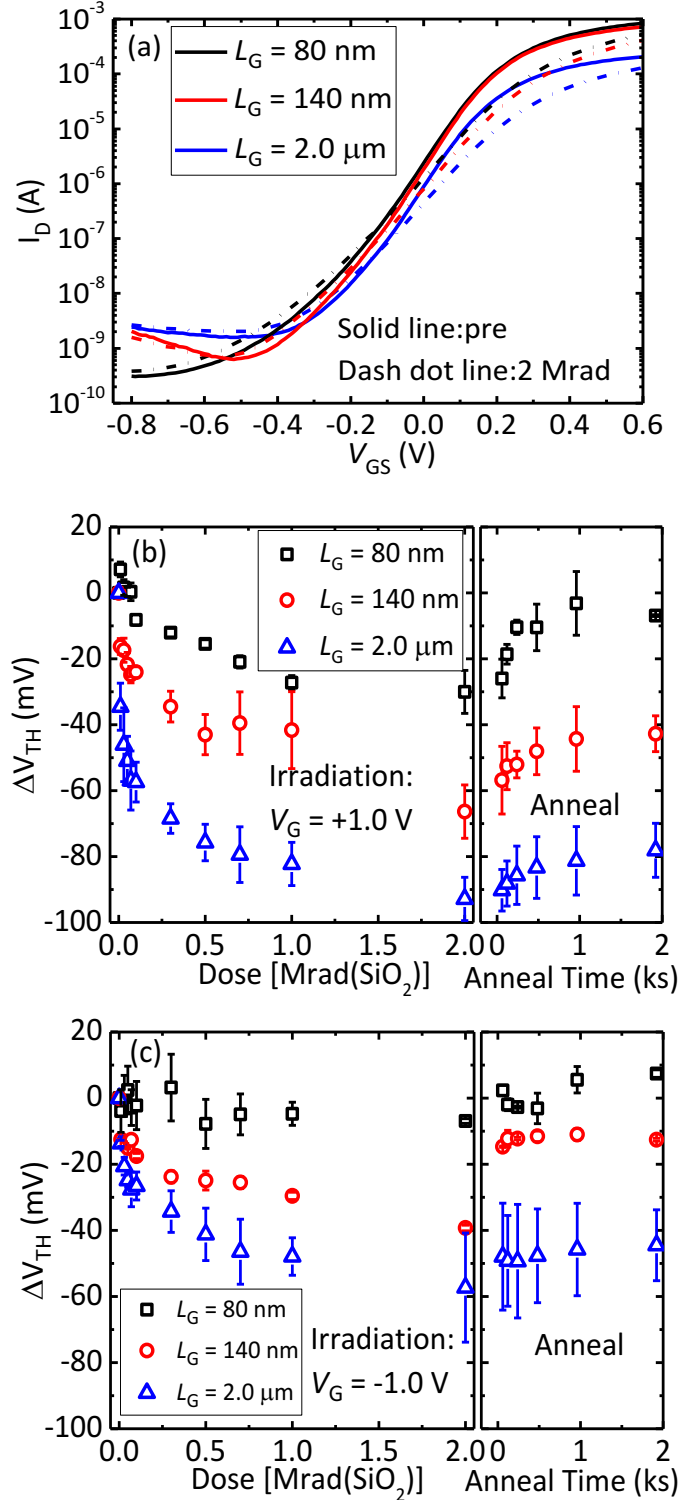 (a)
L_G = 80 nm
L_G = 140 nm
L_G = 2.0 μm
Solid line:pre
Dash dot line:2 Mrad
10⁻³
10⁻⁴
10⁻⁵
10⁻⁶
10⁻⁷
10⁻⁸
10⁻⁹
10⁻¹⁰
I_D (A)
-0.8 -0.6 -0.4 -0.2 0.0 0.2 0.4 0.6
V_GS (V)
(b)
L_G = 80 nm
L_G = 140 nm
L_G = 2.0 μm
Irradiation:
V_G = +1.0 V
Anneal
20
0
-20
-40
-60
-80
-100
ΔV_TH (mV)
0.0 0.5 1.0 1.5 2.0 0 1 2
Dose [Mrad(SiO₂)] Anneal Time (ks)
(c)
L_G = 80 nm
L_G = 140 nm
L_G = 2.0 μm
Irradiation:
V_G = -1.0 V
Anneal
20
0
-20
-40
-60
-80
-100
ΔV_TH (mV)
0.0 0.5 1.0 1.5 2.0 0 1 2
Dose [Mrad(SiO₂)] Anneal Time (ks)